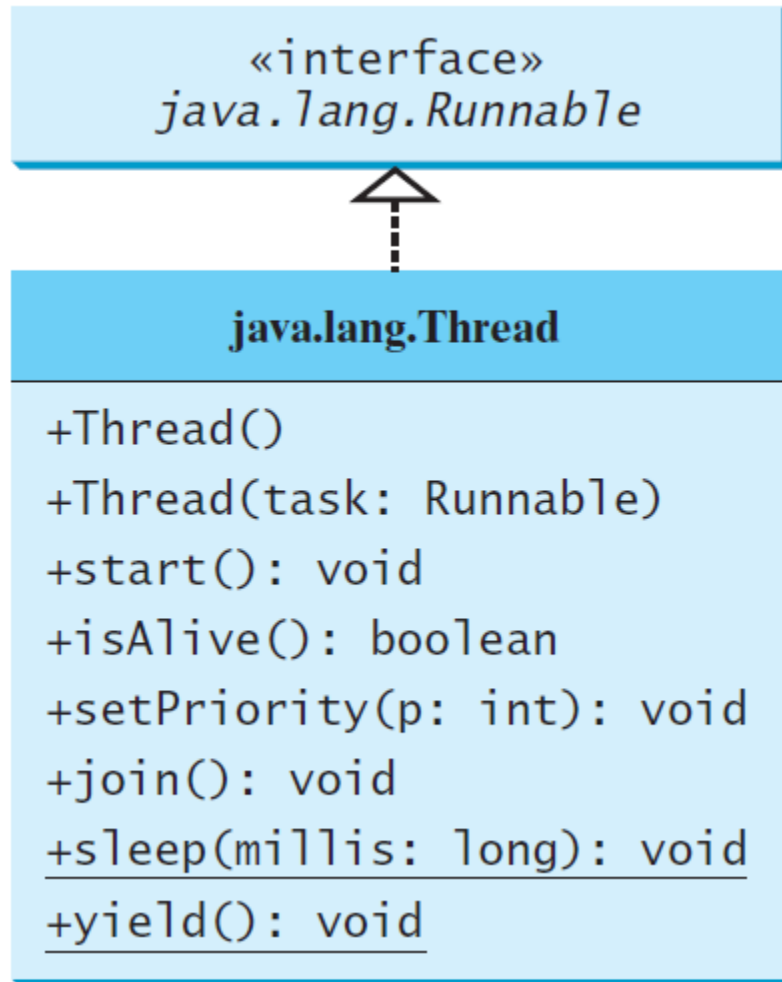 «interface»
java.lang.Runnable
java.lang.Thread
+Thread()
+Thread(task: Runnable)
+start(): void
+isAlive(): boolean
+setPriority(p: int): void
+join(): void
+sleep(millis: long): void
+yield(): void